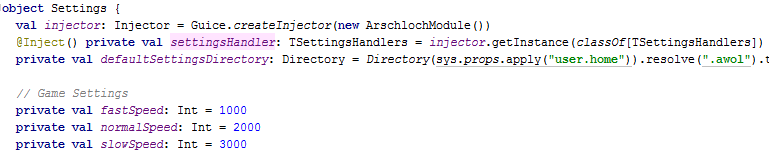 object Settings {
val injector: Injector = Guice.createInjector(new ArschlochModule())
@Inject() private val settingsHandler: TSettingsHandlers = injector.getInstance(classOf[TSettingsHandlers])
private val defaultSettingsDirectory: Directory = Directory(sys.props.apply("user.home")).resolve(".awol").t
// Game Settings
private val fastSpeed: Int = 1000
private val normalSpeed: Int = 2000
private val slowSpeed: Int = 3000